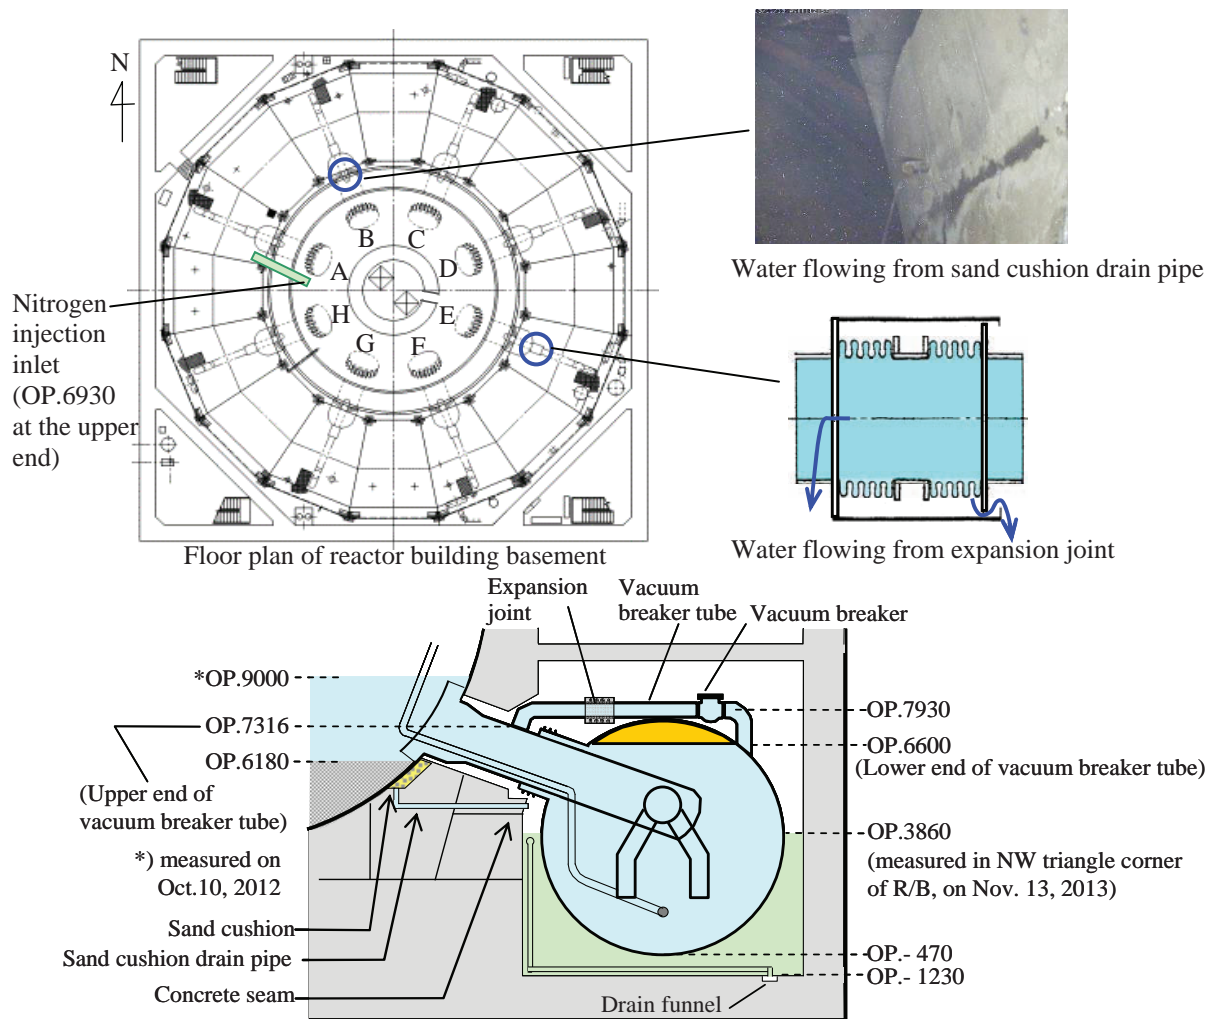 N
B
C
A
D
H
E
G
F
Nitrogen
injection
inlet
(OP.6930
at the upper
end)
Floor plan of reactor building basement
Water flowing from sand cushion drain pipe
Water flowing from expansion joint
Expansion
joint
Vacuum
breaker tube
Vacuum breaker
*OP.9000
OP.7316
OP.6180
(Upper end of
vacuum breaker tube)
*) measured on
Oct.10, 2012
Sand cushion
Sand cushion drain pipe
Concrete seam
OP.7930
OP.6600
(Lower end of vacuum breaker tube)
OP.3860
(measured in NW triangle corner
of R/B, on Nov. 13, 2013)
OP.- 470
OP.- 1230
Drain funnel